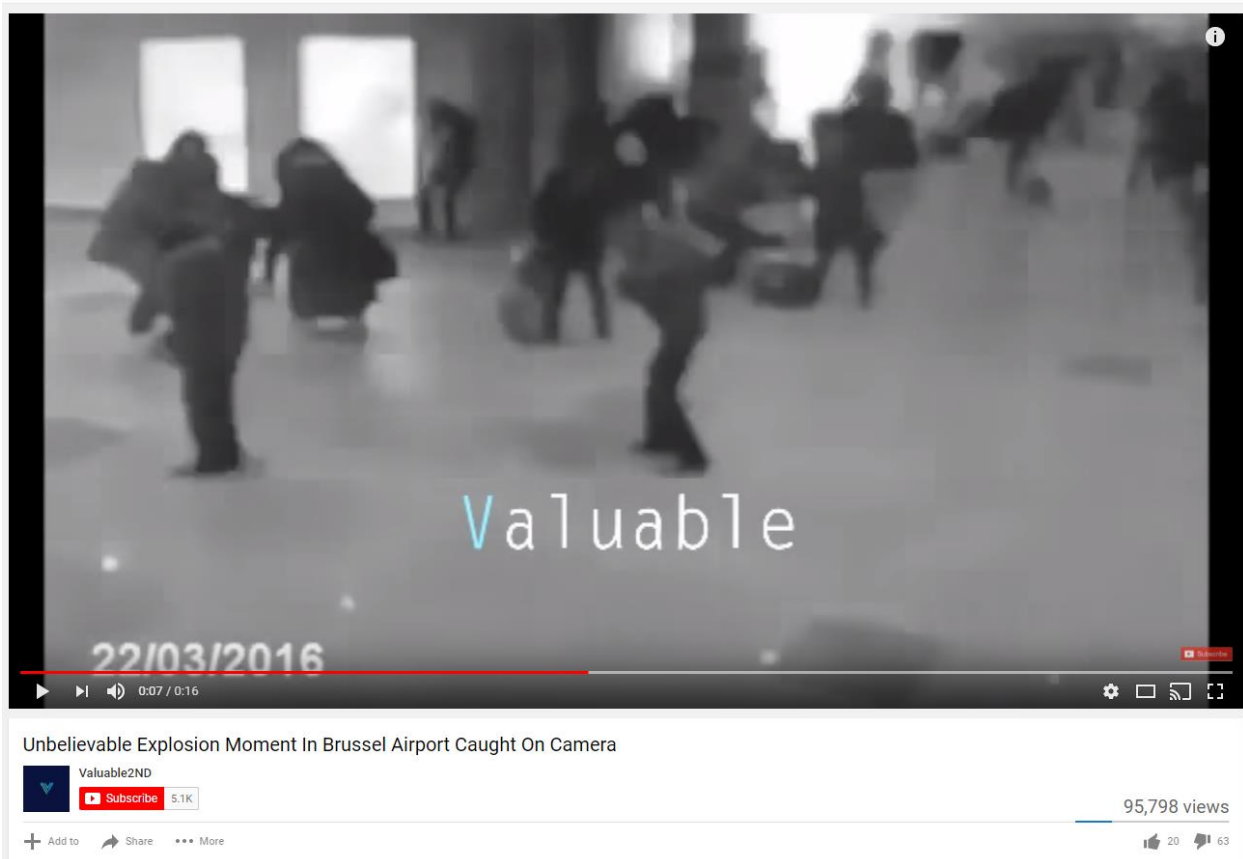 Valuable
22/03/2016
Subscribe
0:07 / 0:16
Unbelievable Explosion Moment In Brussel Airport Caught On Camera
Valuable2ND
Subscribe 5.1K
95,798 views
Add to Share More 20 63